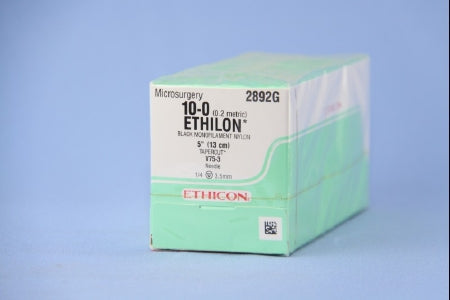 Microsurgery 2892G
10-0 (0.2 metric)
ETHILON*
BLACK MONOFILAMENT NYLON
5" (13 cm)
TAPERCUT*
V75-3
Needle
1/4 3.5mm
ETHICON